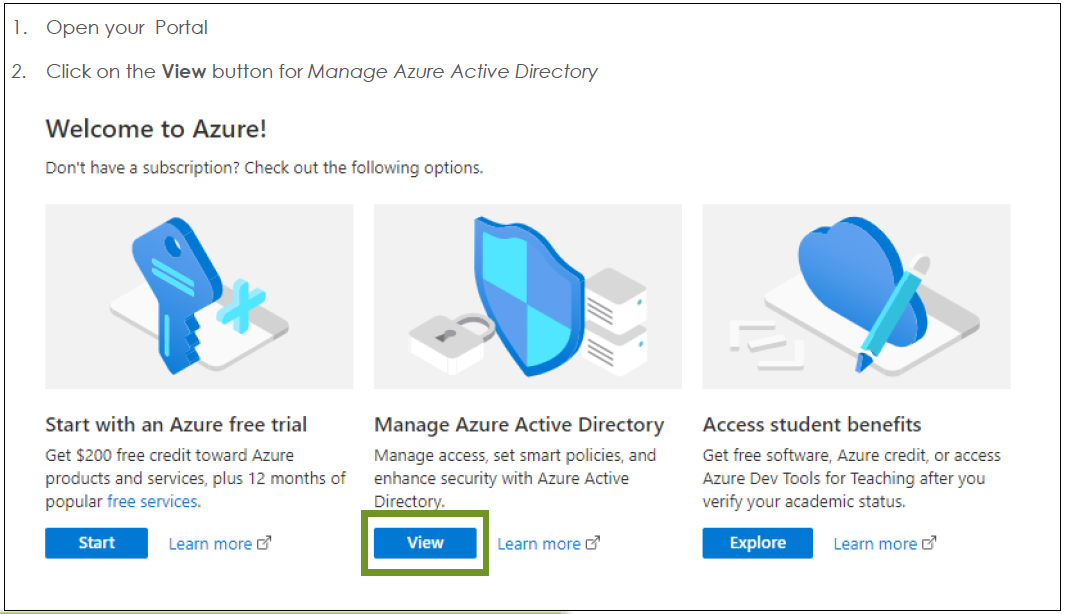 1. Open your Portal
2. Click on the View button for Manage Azure Active Directory
Welcome to Azure!
Don't have a subscription? Check out the following options.
Start with an Azure free trial
Get $200 free credit toward Azure
products and services, plus 12 months of
popular free services.
Start Learn more
Manage Azure Active Directory
Manage access, set smart policies, and
enhance security with Azure Active
Directory.
View Learn more
Access student benefits
Get free software, Azure credit, or access
Azure Dev Tools for Teaching after you
verify your academic status.
Explore Learn more